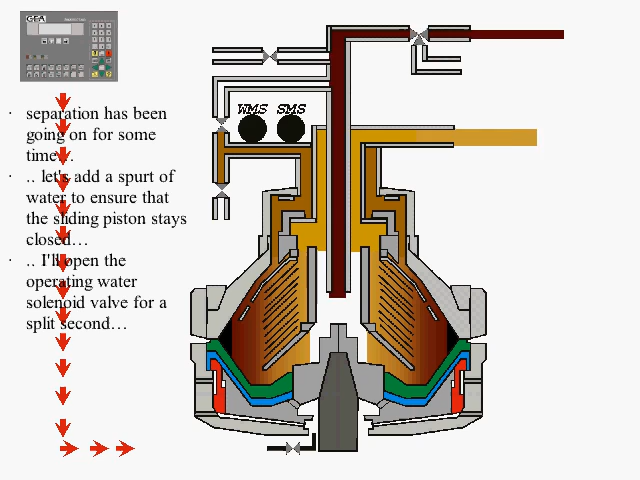 GEA
· separation has been
going on for some
time….
· .. let's add a spurt of
water to ensure that
the sliding piston stays
closed…
· .. I'll open the
operating water
solenoid valve for a
split second…
WMS SMS